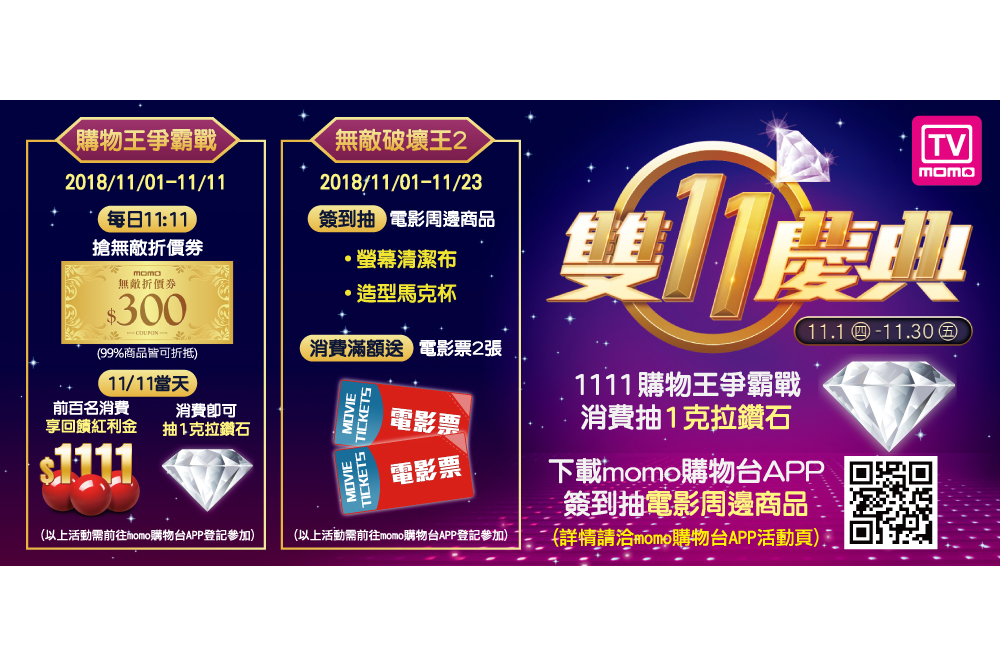 購物王爭霸戰
2018/11/01-11/11
每日11:11
搶無敵折價券
momo
無敵折價券
$300
COUPON
(99%商品皆可折抵)
11/11當天
前百名消費
享回饋紅利金
$1111
消費即可
抽1克拉鑽石
(以上活動需前往momo購物台APP登記參加)
無敵破壞王2
2018/11/01-11/23
簽到抽 電影周邊商品
•螢幕清潔布
•造型馬克杯
消費滿額送 電影票2張
MOVIE
TICKETS
電影票
MOVIE
TICKETS
電影票
(以上活動需前往momo購物台APP登記參加)
TV
momo
雙11慶典
11.1㊃-11.30㊄
1111購物王爭霸戰
消費抽1克拉鑽石
下載momo購物台APP
簽到抽電影周邊商品
(詳情請洽momo購物台APP活動頁)